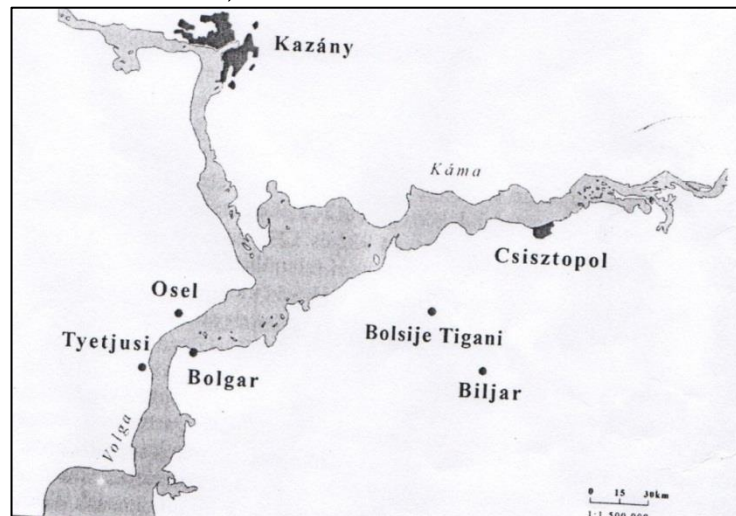 Kazány
Káma
Csisztopol
Osel
Bolsije Tigani
Tyetjusi
Bolgar
Biljar
Volga
0 15 30km